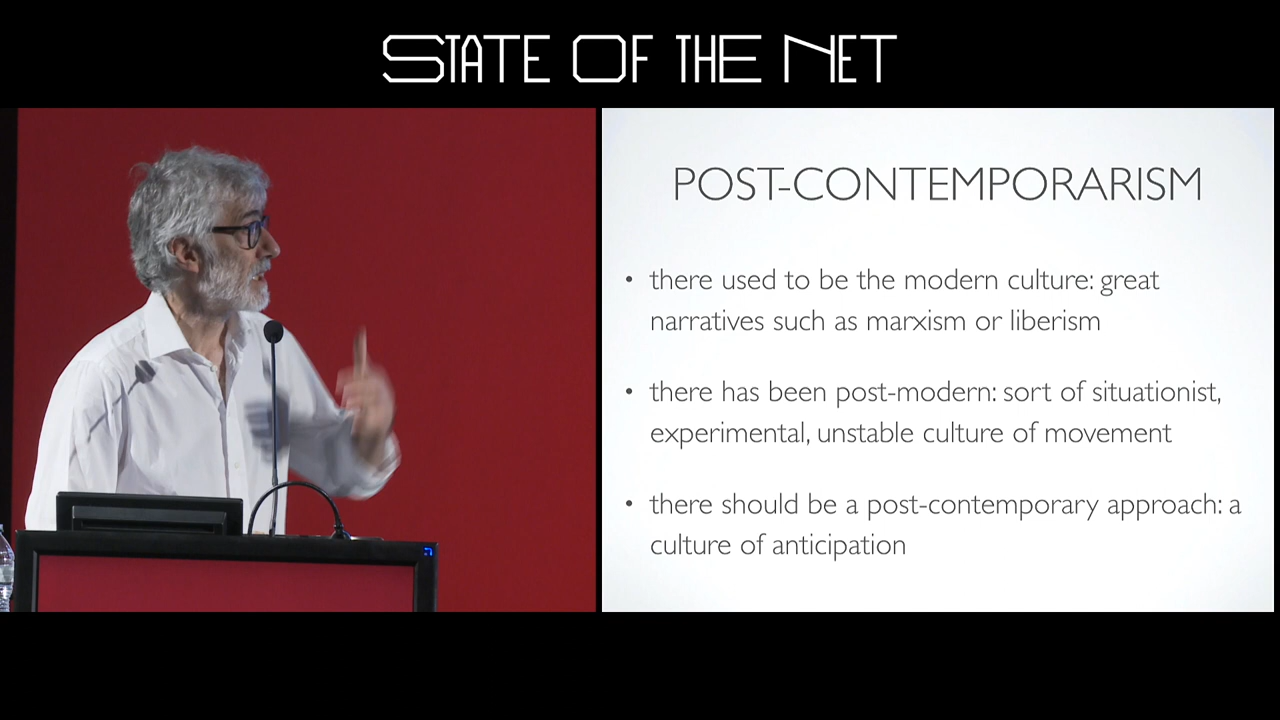 STATE OF THE NET
POST-CONTEMPORARISM
• there used to be the modern culture: great
narratives such as marxism or liberism
• there has been post-modern: sort of situationist,
experimental, unstable culture of movement
• there should be a post-contemporary approach: a
culture of anticipation